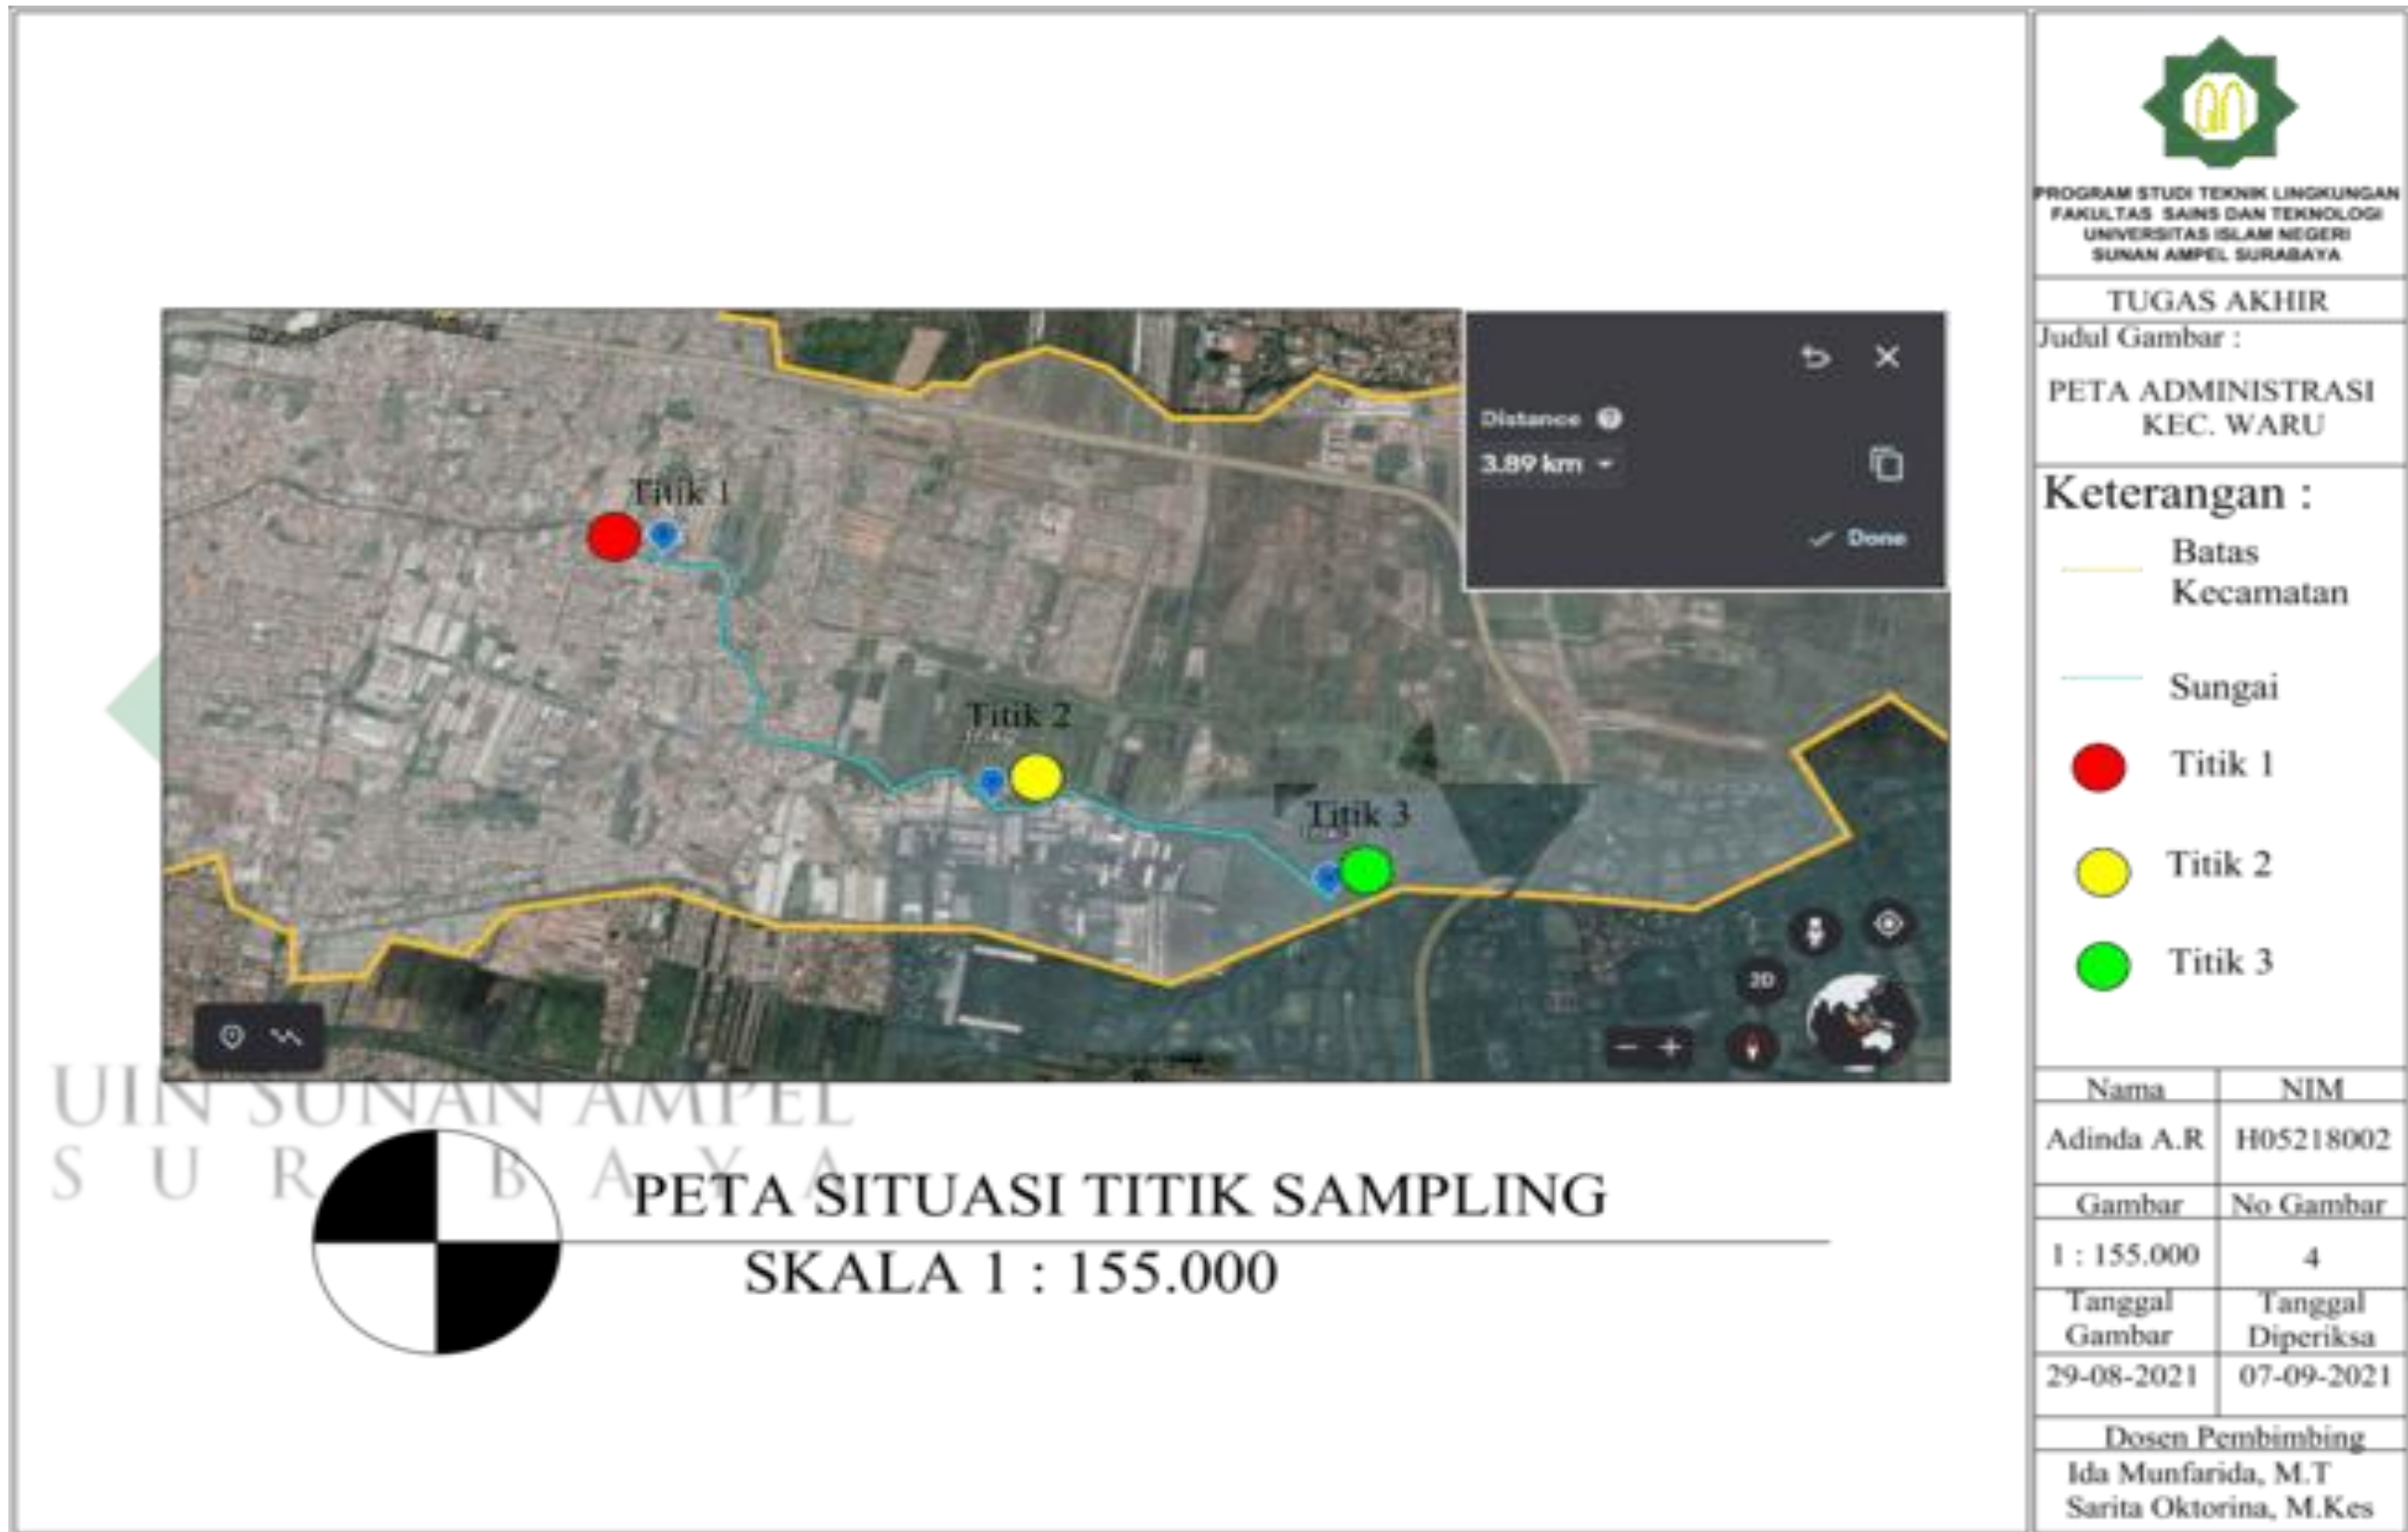 Titik 1
Titik 2
Titik 3
Distance
3.89 km
Done
2D
UIN SUNAN AMPEL
SURABAYA
PETA SITUASI TITIK SAMPLING
SKALA 1 : 155.000
PROGRAM STUDI TEKNIK LINGKUNGAN
FAKULTAS SAINS DAN TEKNOLOGI
UNIVERSITAS ISLAM NEGERI
SUNAN AMPEL SURABAYA
TUGAS AKHIR
Judul Gambar :
PETA ADMINISTRASI
KEC. WARU
Keterangan :
Batas
Kecamatan
Sungai
Titik 1
Titik 2
Titik 3
Nama NIM
Adinda A.R H05218002
Gambar No Gambar
1 : 155.000 4
Tanggal Tanggal
Gambar Diperiksa
29-08-2021 07-09-2021
Dosen Pembimbing
Ida Munfarida, M.T
Sarita Oktorina, M.Kes